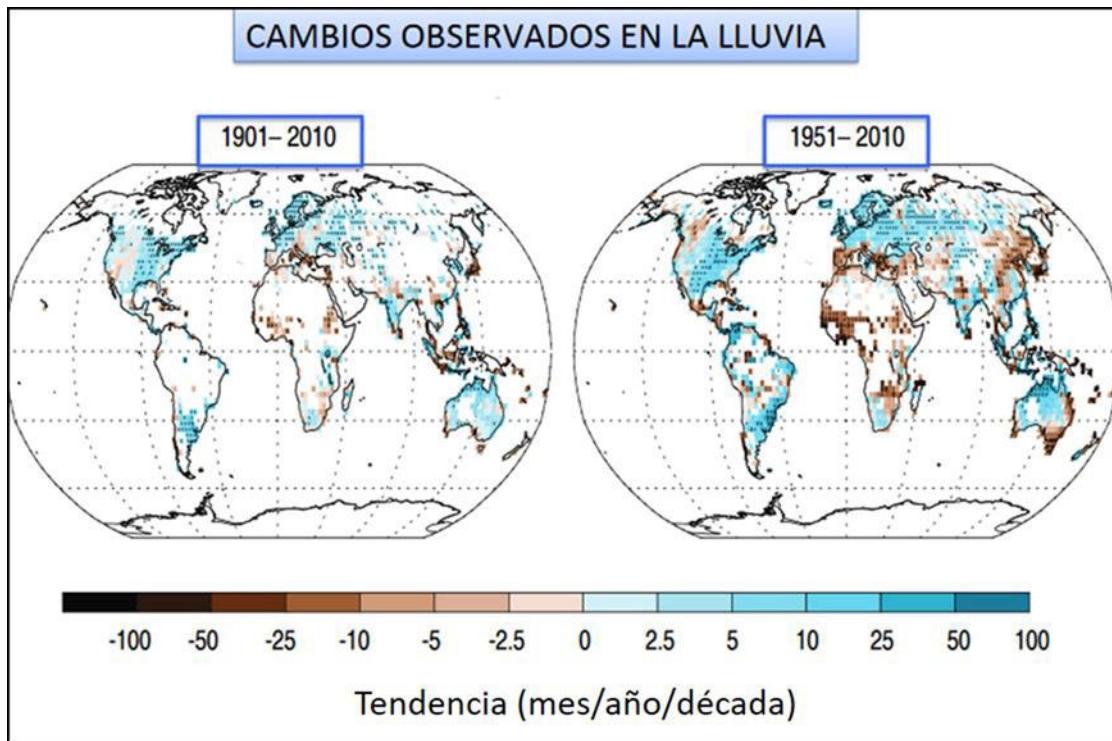 CAMBIOS OBSERVADOS EN LA LLUVIA
1901– 2010
1951– 2010
-100 -50 -25 -10 -5 -2.5 0 2.5 5 10 25 50 100
Tendencia (mes/año/década)